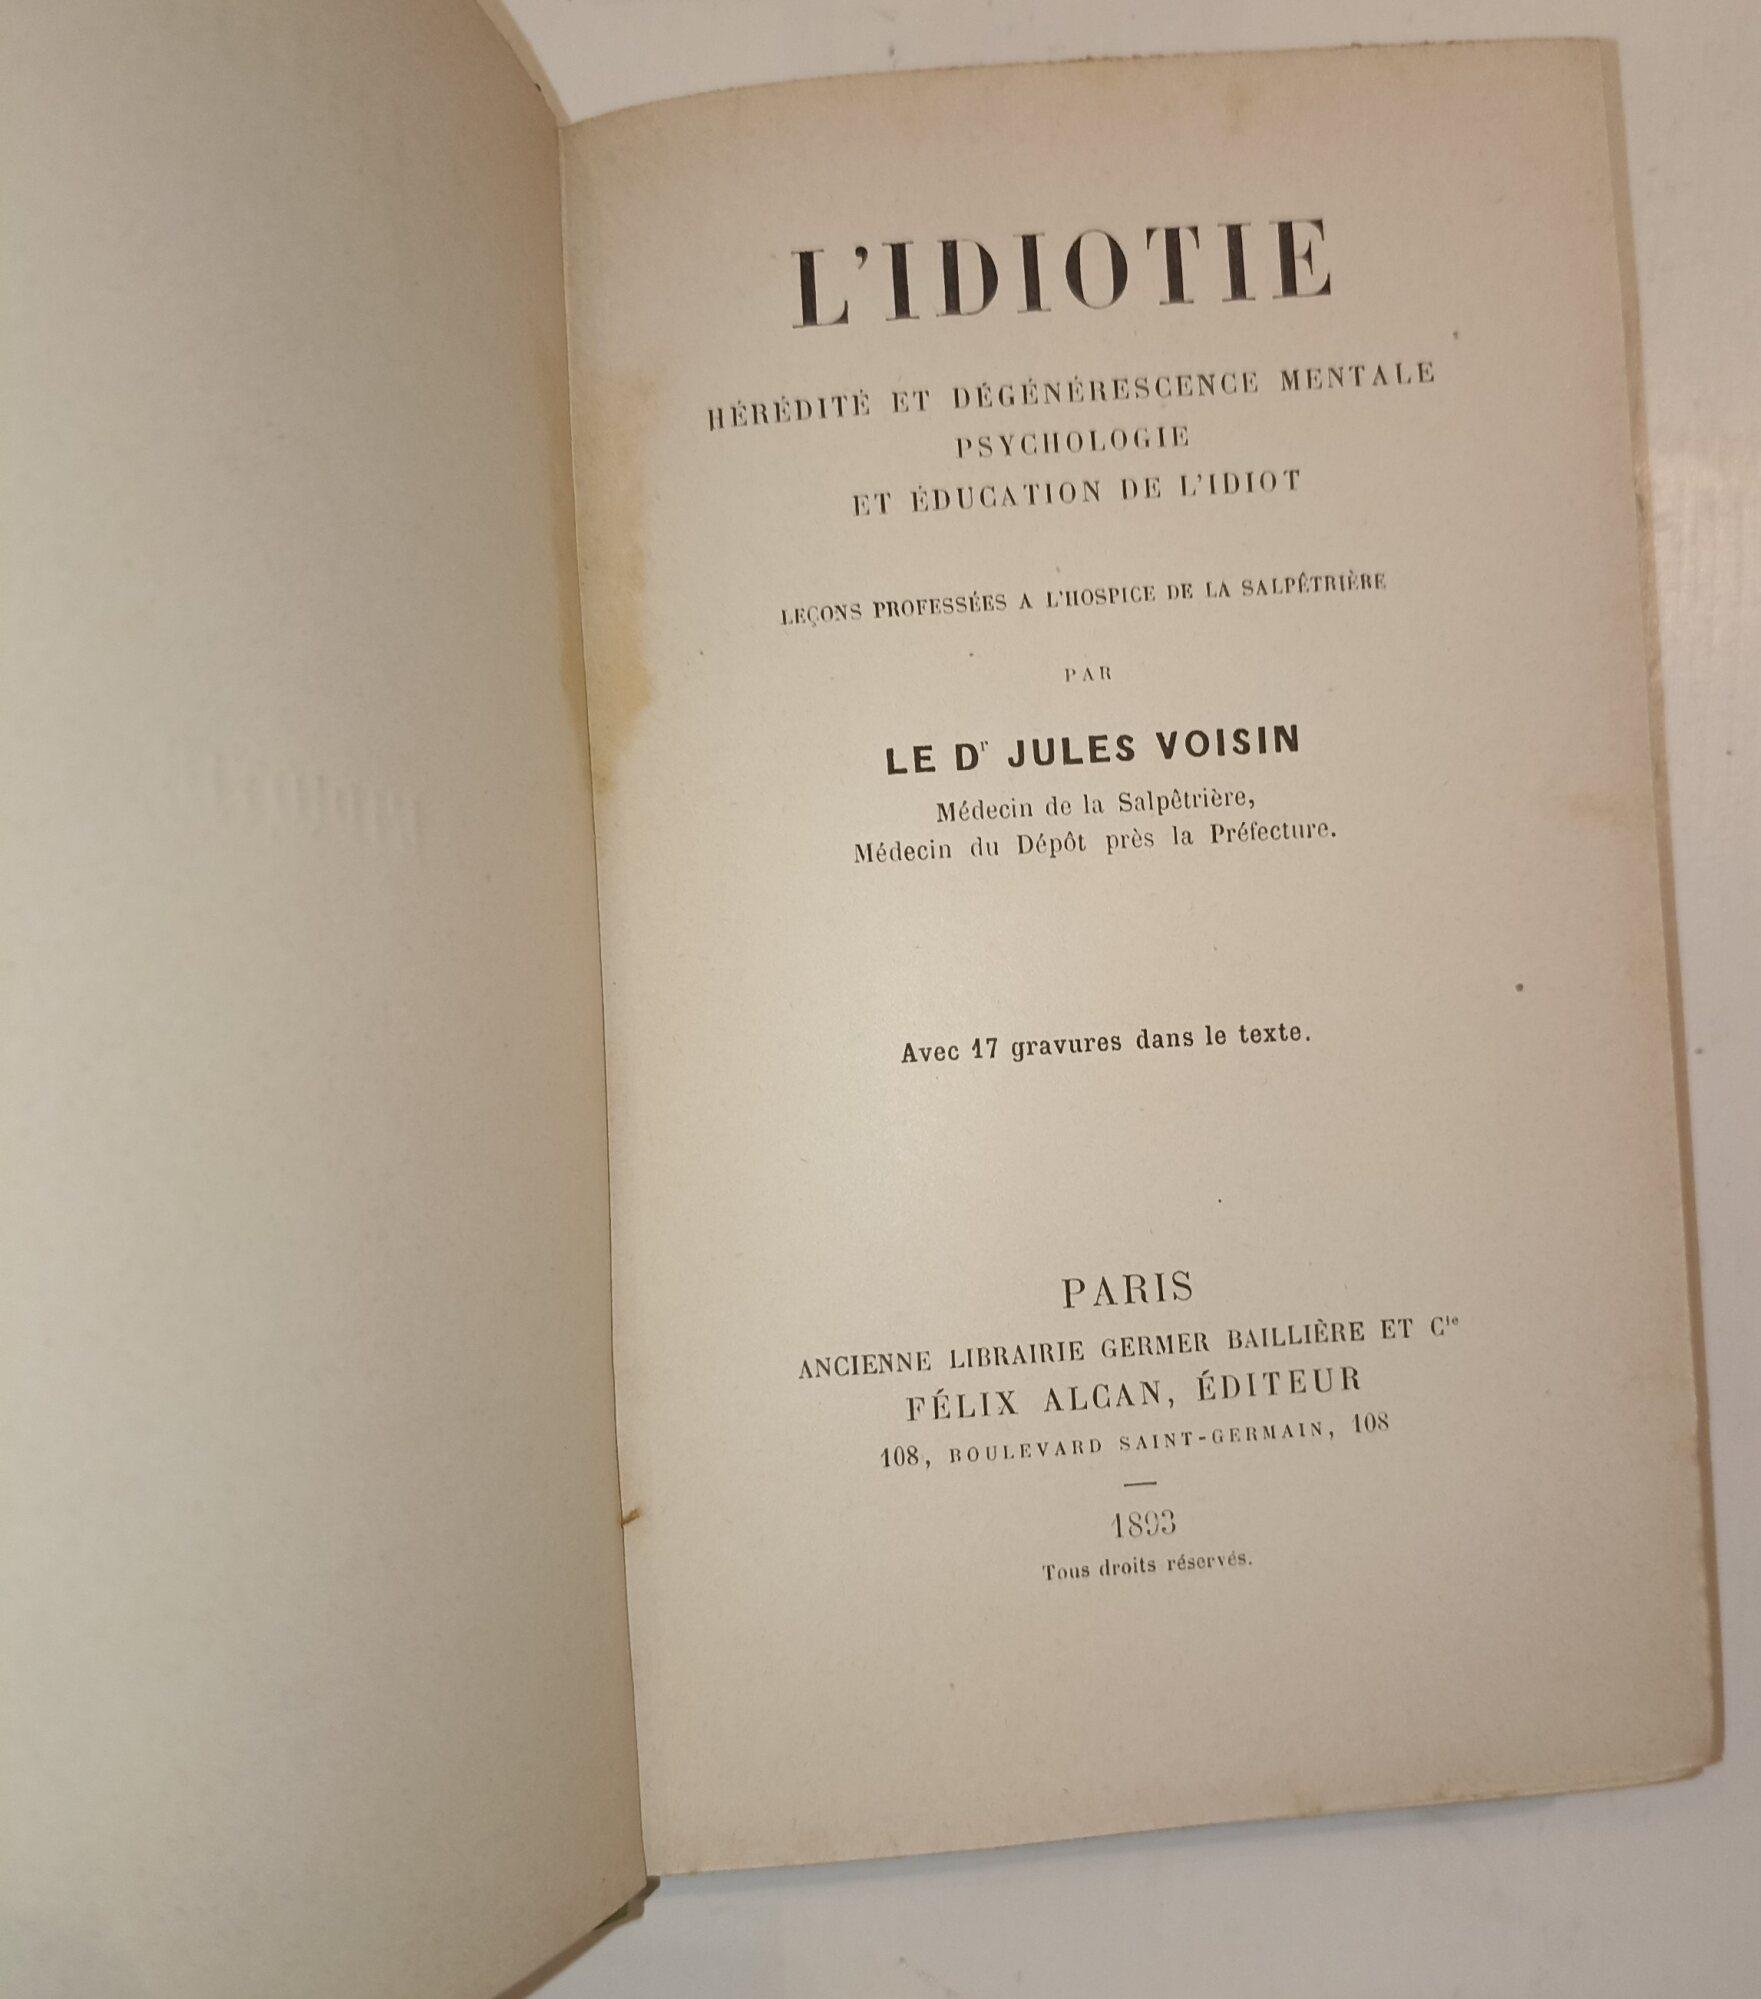 L'IDIOTIE
HÉRÉDITÉ ET DÉGÉNÉRESCENCE MENTALE
PSYCHOLOGIE
ET ÉDUCATION DE L'IDIOT
LEÇONS PROFESSÉES A L'HOSPICE DE LA SALPÊTRIÈRE
PAR
LE Dr JULES VOISIN
Médecin de la Salpêtrière,
Médecin du Dépôt près la Préfecture.
Avec 17 gravures dans le texte.
PARIS
ANCIENNE LIBRAIRIE GERMER BAILLIÈRE ET Cie
FÉLIX ALCAN, ÉDITEUR
108, BOULEVARD SAINT-GERMAIN, 108
1893
Tous droits réservés.